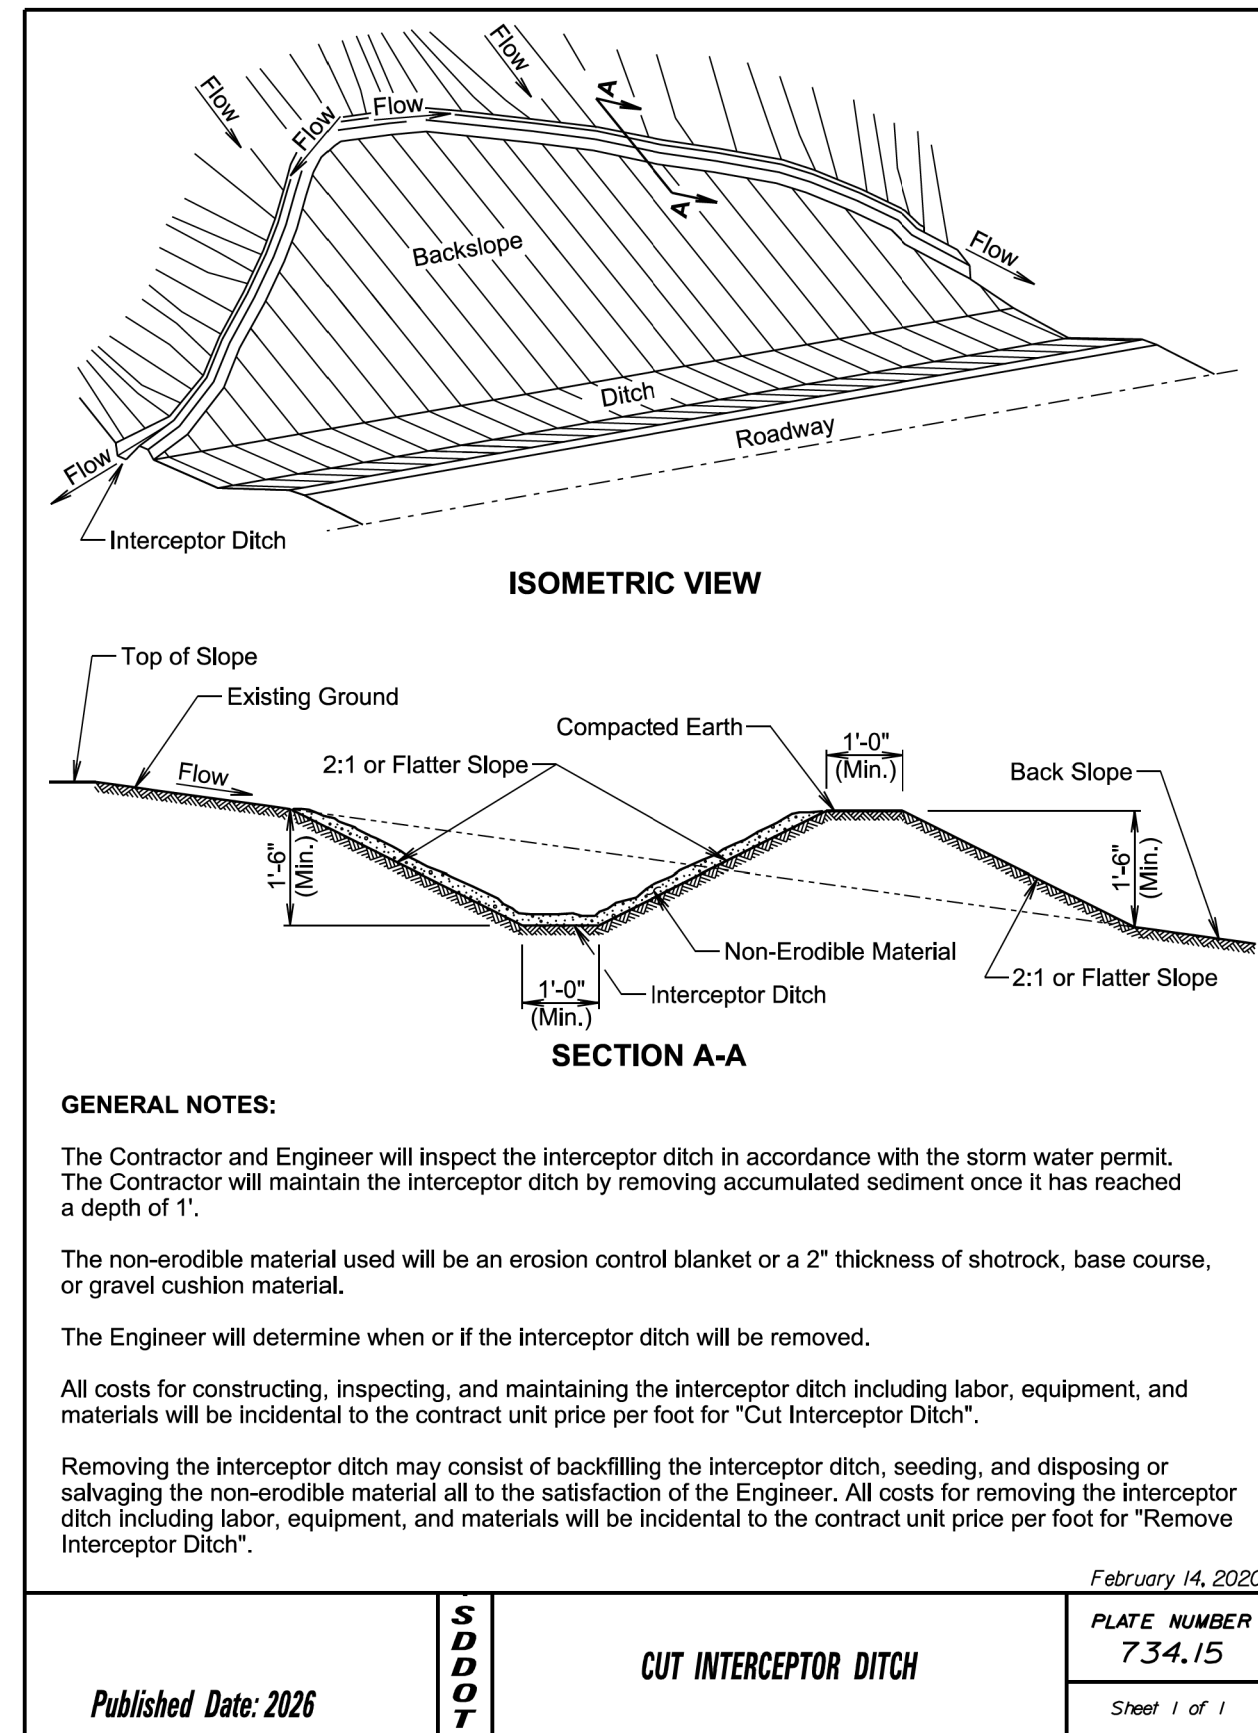 Flow
Flow
Flow
Flow
A
A
Backslope
Flow
Ditch
Roadway
Flow
Interceptor Ditch
ISOMETRIC VIEW
Top of Slope
Existing Ground
Compacted Earth
1'-0"
(Min.)
Flow
2:1 or Flatter Slope
Back Slope
1'-6"
(Min.)
1'-6"
(Min.)
Non-Erodible Material
2:1 or Flatter Slope
1'-0"
(Min.)
Interceptor Ditch
SECTION A-A
GENERAL NOTES:
The Contractor and Engineer will inspect the interceptor ditch in accordance with the storm water permit.
The Contractor will maintain the interceptor ditch by removing accumulated sediment once it has reached
a depth of 1'.
The non-erodible material used will be an erosion control blanket or a 2" thickness of shotrock, base course,
or gravel cushion material.
The Engineer will determine when or if the interceptor ditch will be removed.
All costs for constructing, inspecting, and maintaining the interceptor ditch including labor, equipment, and
materials will be incidental to the contract unit price per foot for "Cut Interceptor Ditch".
Removing the interceptor ditch may consist of backfilling the interceptor ditch, seeding, and disposing or
salvaging the non-erodible material all to the satisfaction of the Engineer. All costs for removing the interceptor
ditch including labor, equipment, and materials will be incidental to the contract unit price per foot for "Remove
Interceptor Ditch".
February 14, 2020
Published Date: 2026
S
D
D
O
T
CUT INTERCEPTOR DITCH
PLATE NUMBER
734.15
Sheet 1 of 1